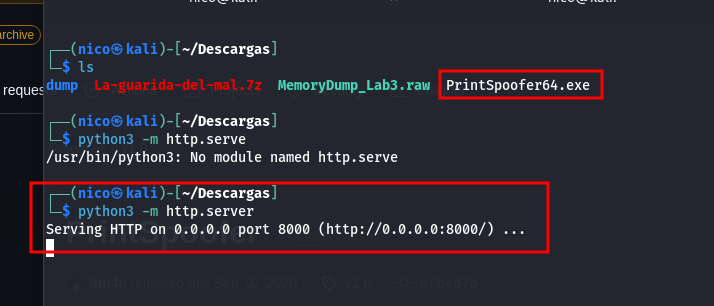 nico@kali
nico@kali
archive
reques
┌──(nico㉿kali)-[~/Descargas]
└─$ ls
dump La-guarida-del-mal.7z MemoryDump_Lab3.raw PrintSpoofer64.exe
┌──(nico㉿kali)-[~/Descargas]
└─$ python3 -m http.serve
/usr/bin/python3: No module named http.serve
┌──(nico㉿kali)-[~/Descargas]
└─$ python3 -m http.server
Serving HTTP on 0.0.0.0 port 8000 (http://0.0.0.0:8000/) ...
PrintSpoofer
itm4n released this Sep 10, 2020 v1.0